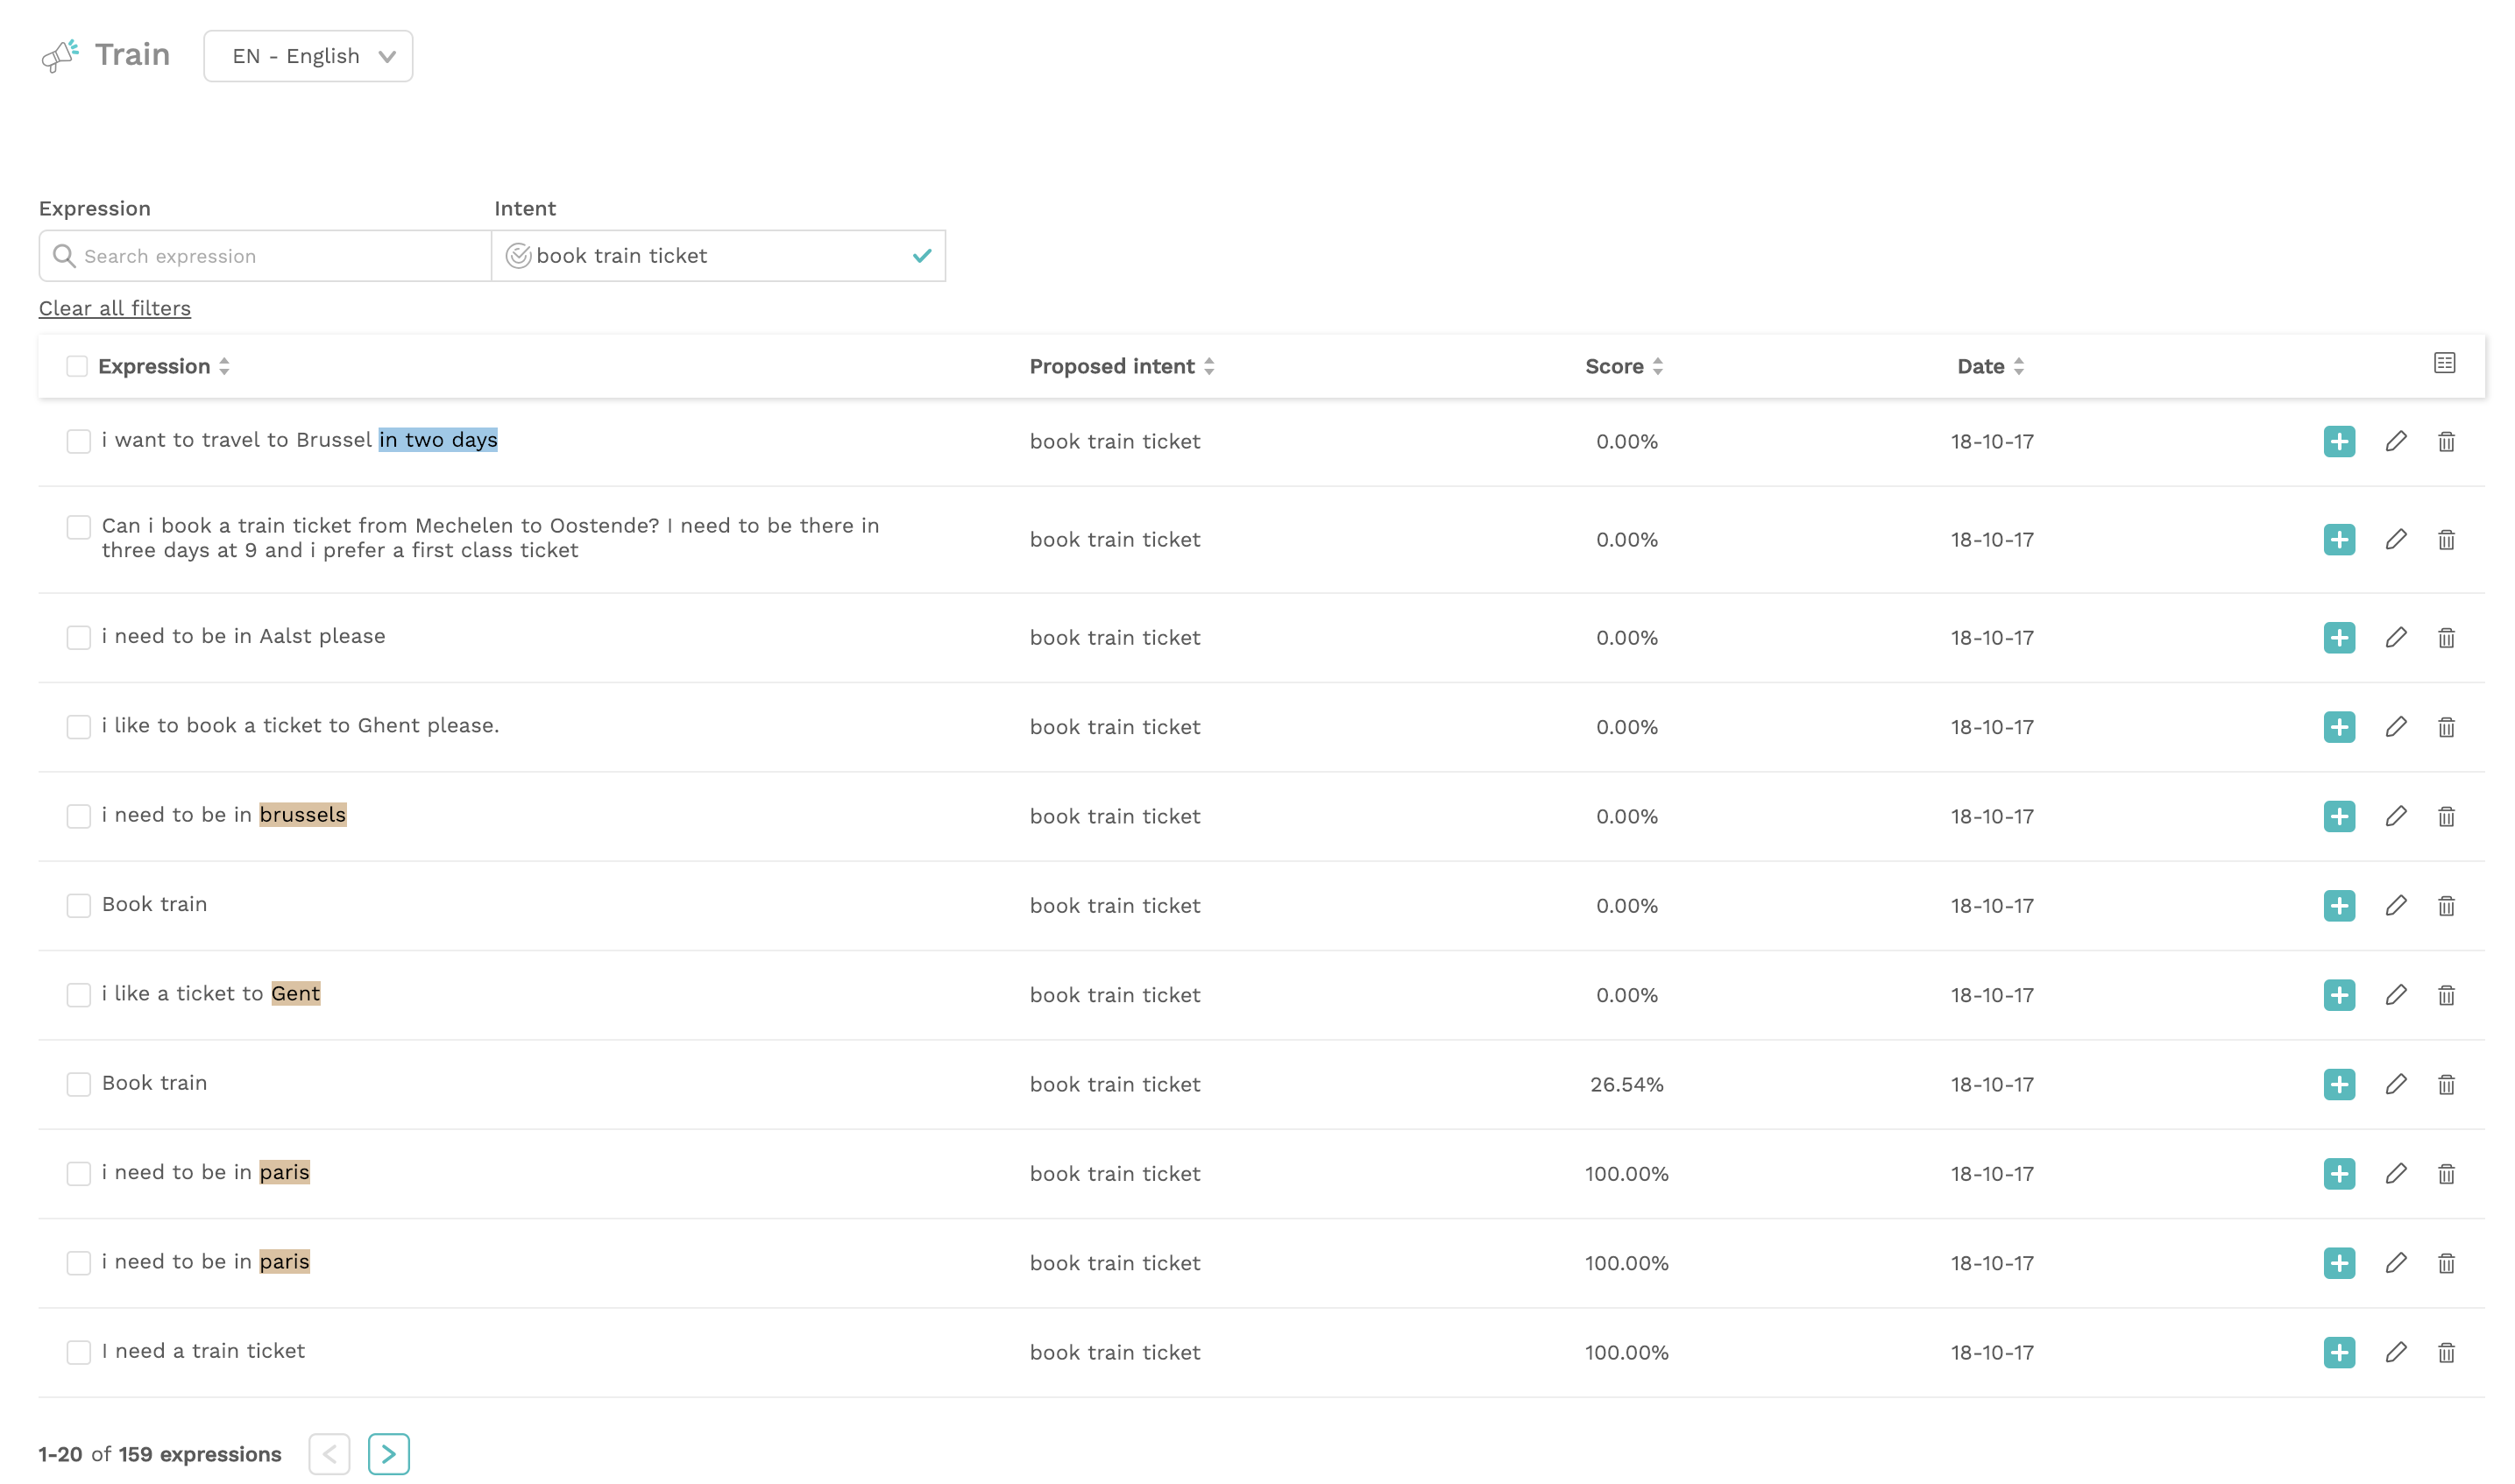 Train
EN - English
Expression Intent
Search expression book train ticket
Clear all filters
Expression Proposed intent Score Date
i want to travel to Brussel in two days book train ticket 0.00% 18-10-17
Can i book a train ticket from Mechelen to Oostende? I need to be there in
three days at 9 and i prefer a first class ticket
book train ticket 0.00% 18-10-17
i need to be in Aalst please book train ticket 0.00% 18-10-17
i like to book a ticket to Ghent please. book train ticket 0.00% 18-10-17
i need to be in brussels book train ticket 0.00% 18-10-17
Book train book train ticket 0.00% 18-10-17
i like a ticket to Gent book train ticket 0.00% 18-10-17
Book train book train ticket 26.54% 18-10-17
i need to be in paris book train ticket 100.00% 18-10-17
i need to be in paris book train ticket 100.00% 18-10-17
I need a train ticket book train ticket 100.00% 18-10-17
1-20 of 159 expressions